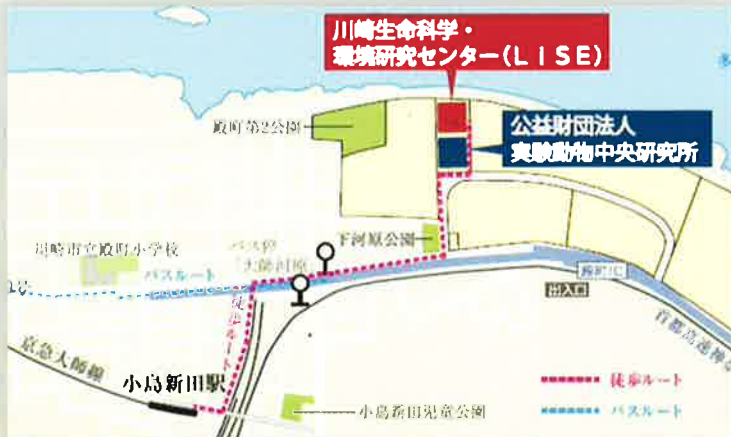 川崎生命科学・
環境研究センター(LiSE)
殿町第2公園
公益財団法人
実験動物中央研究所
下河原公園
川崎市立殿町小学校
バス停
「大師河原」
バスルート
殿町IC
出入口
徒歩ルート
首都高速神奈
京急大師線
小島新田駅
小島新田児童公園
徒歩ルート
バスルート